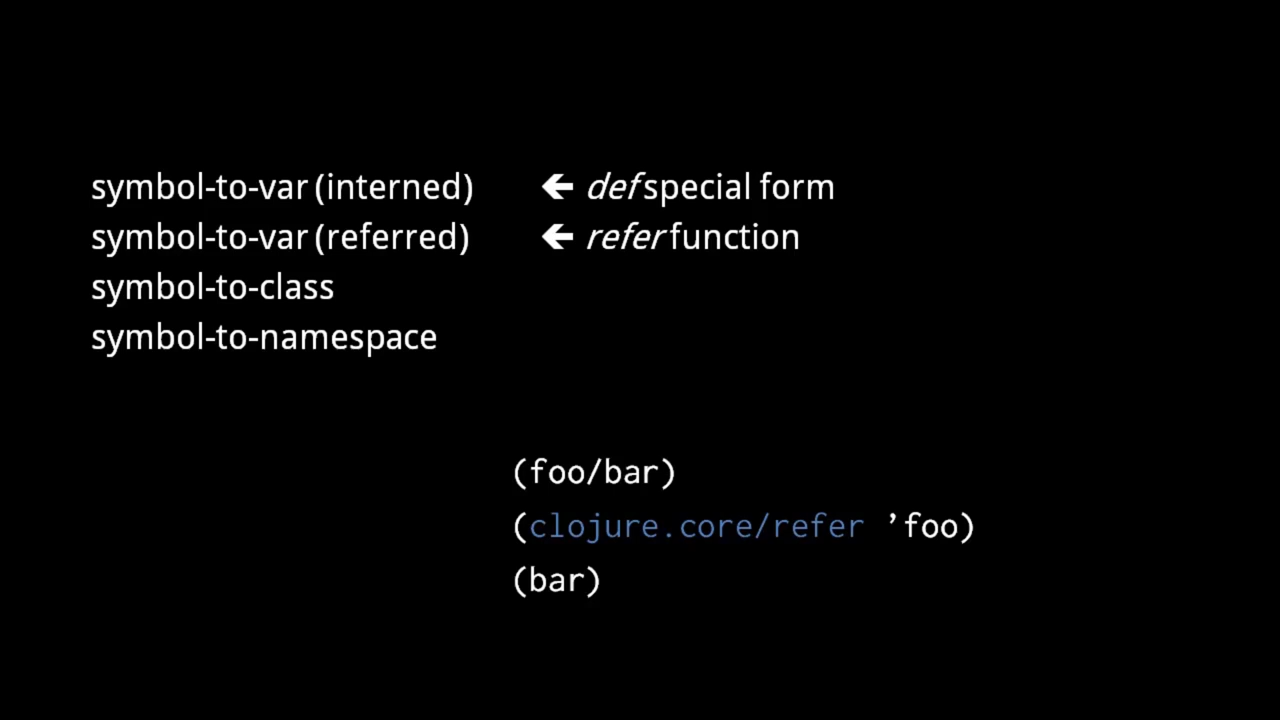 symbol-to-var (interned) 🡸 def special form
symbol-to-var (referred) 🡸 refer function
symbol-to-class
symbol-to-namespace
(foo/bar)
(clojure.core/refer ’foo)
(bar)